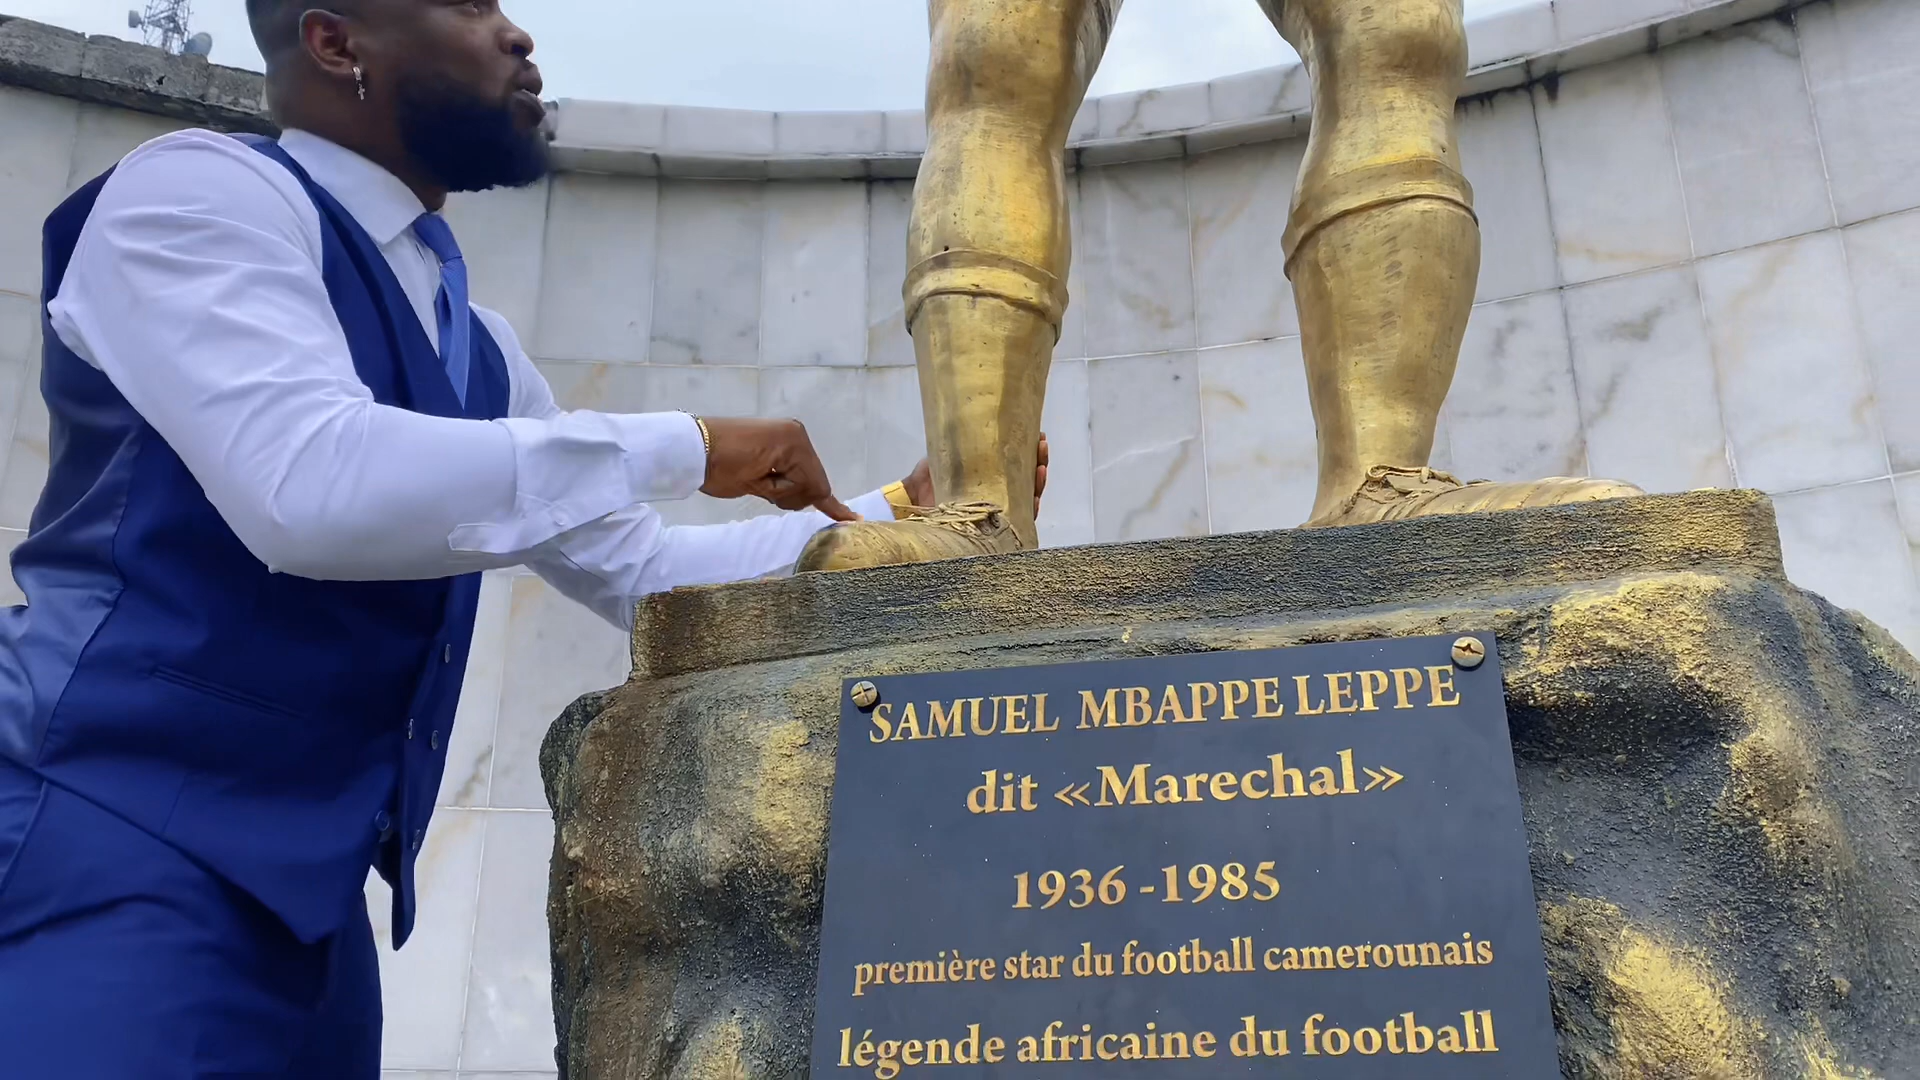 SAMUEL MBAPPE LEPPE
dit «Marechal»
1936 - 1985
première star du football camerounais
légende africaine du football